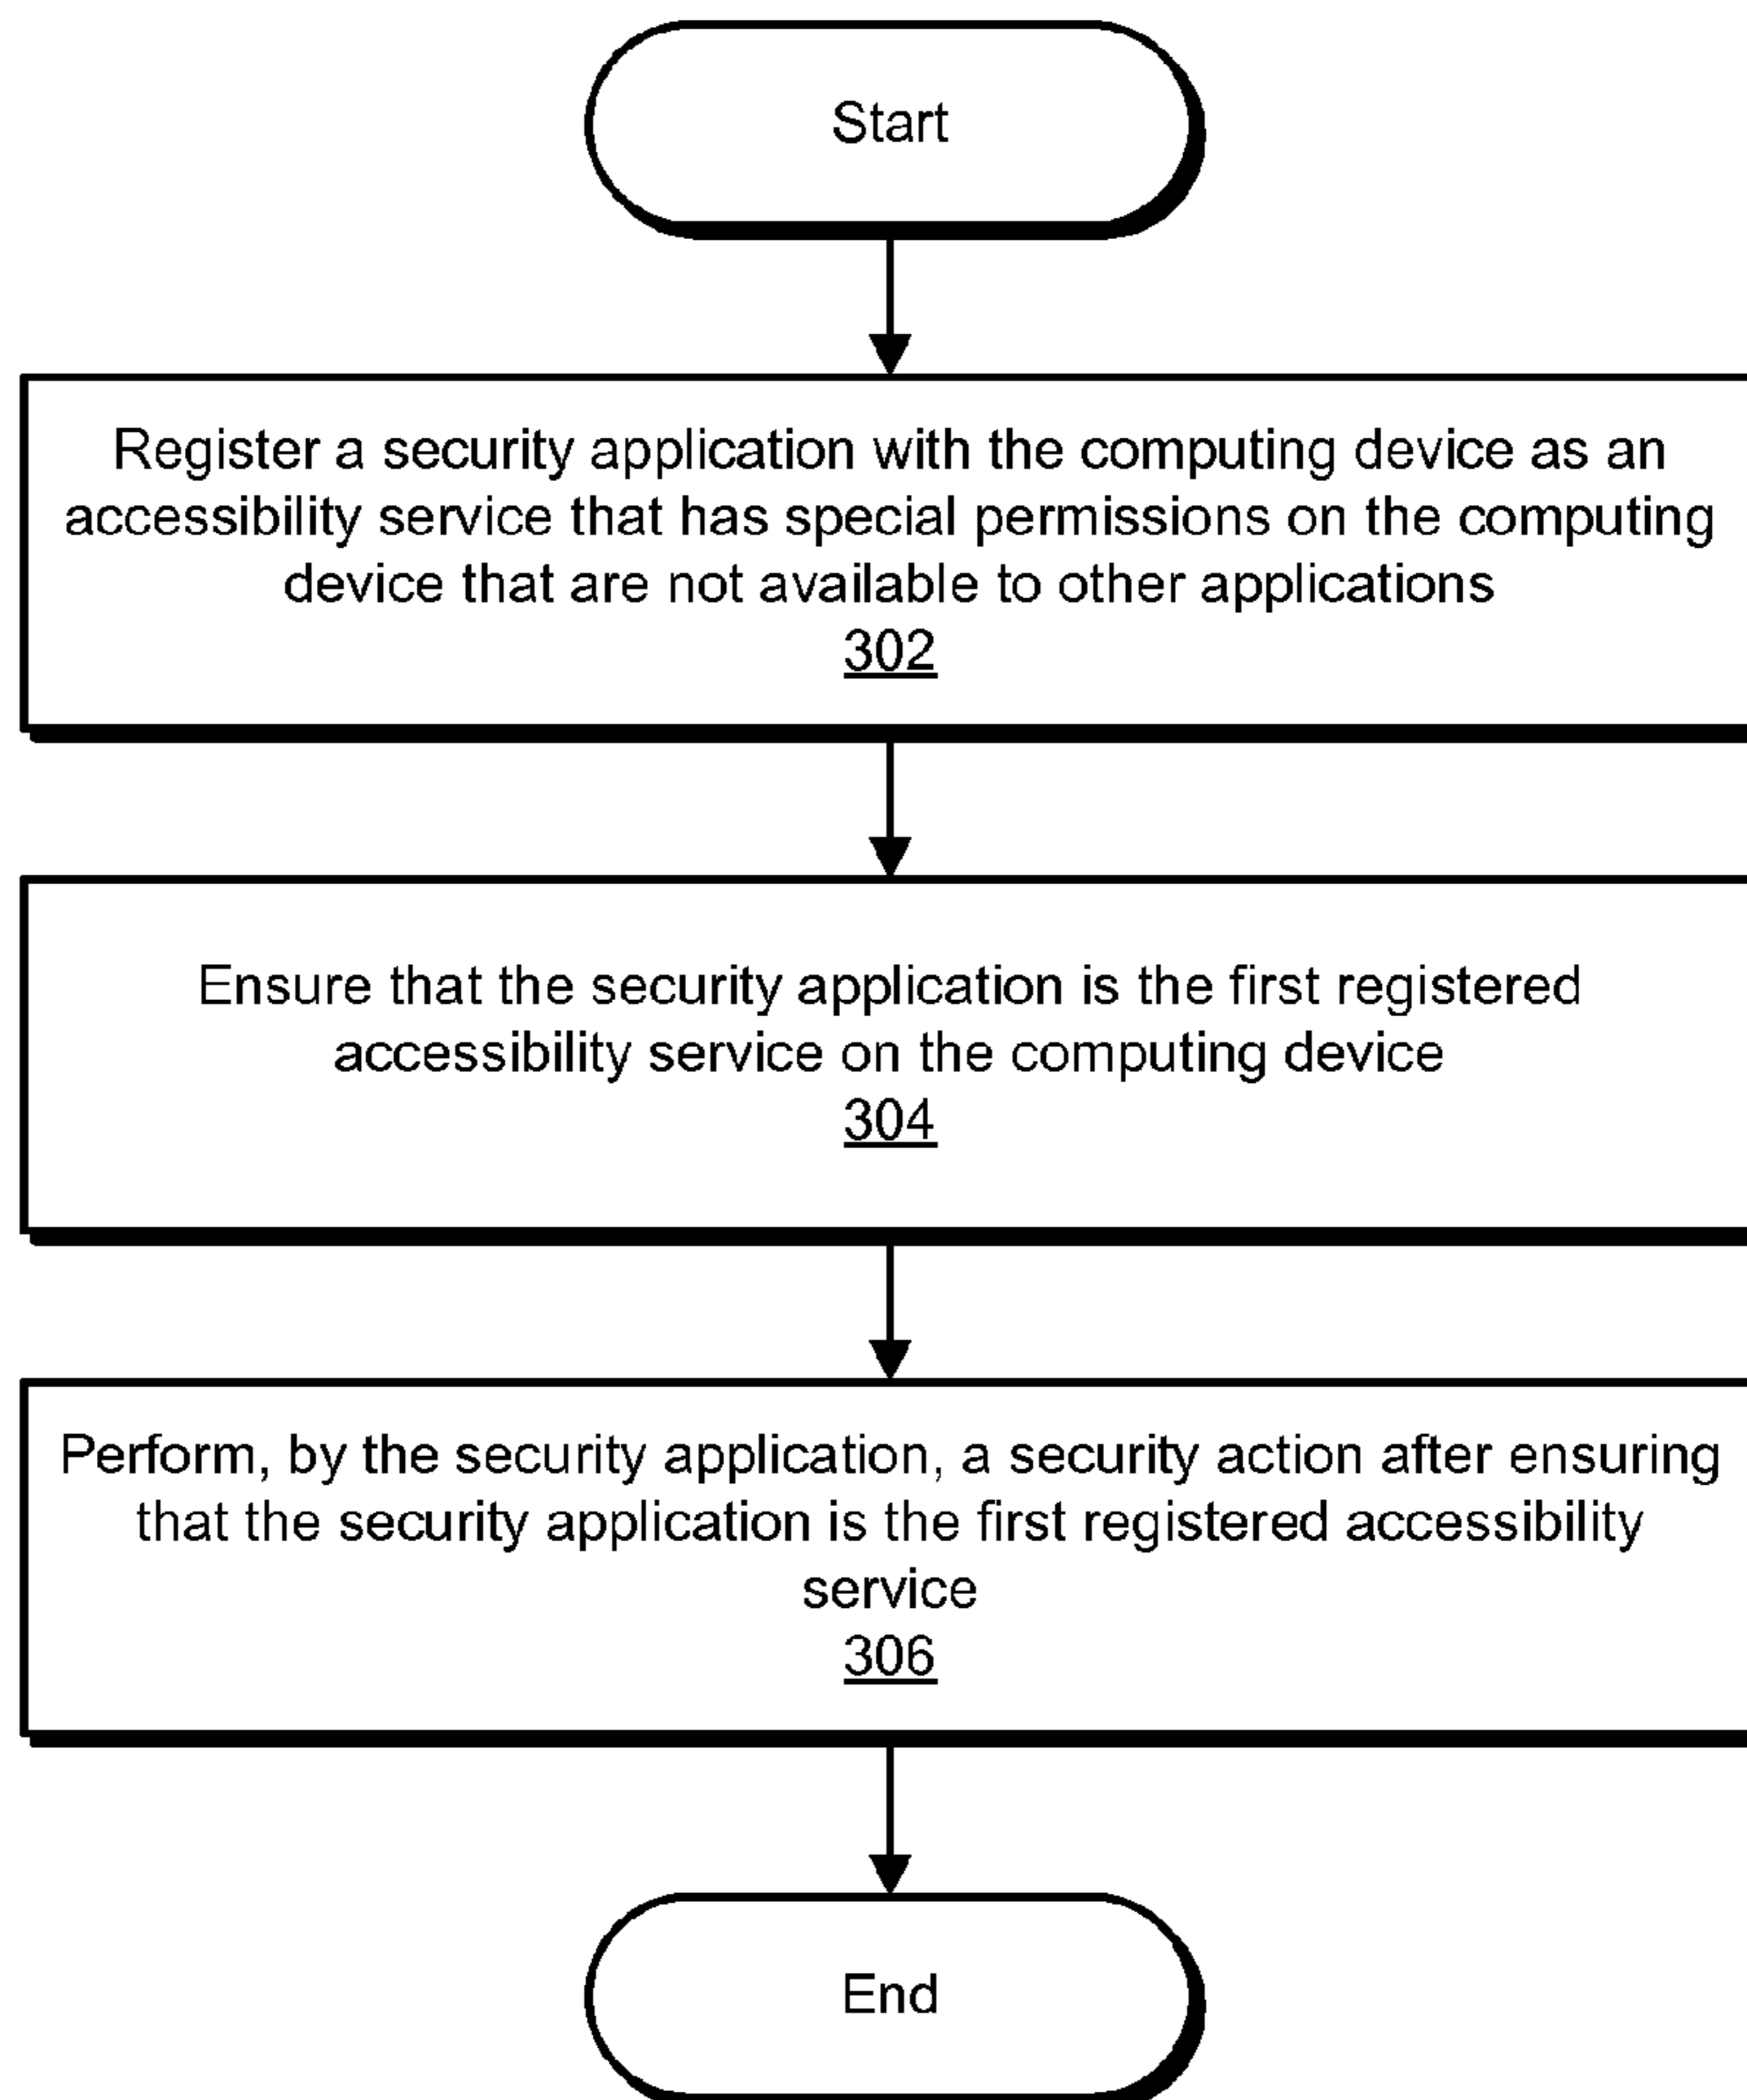 Start
Register a security application with the computing device as an
accessibility service that has special permissions on the computing
device that are not available to other applications
302
Ensure that the security application is the first registered
accessibility service on the computing device
304
Perform, by the security application, a security action after ensuring
that the security application is the first registered accessibility
service
306
End